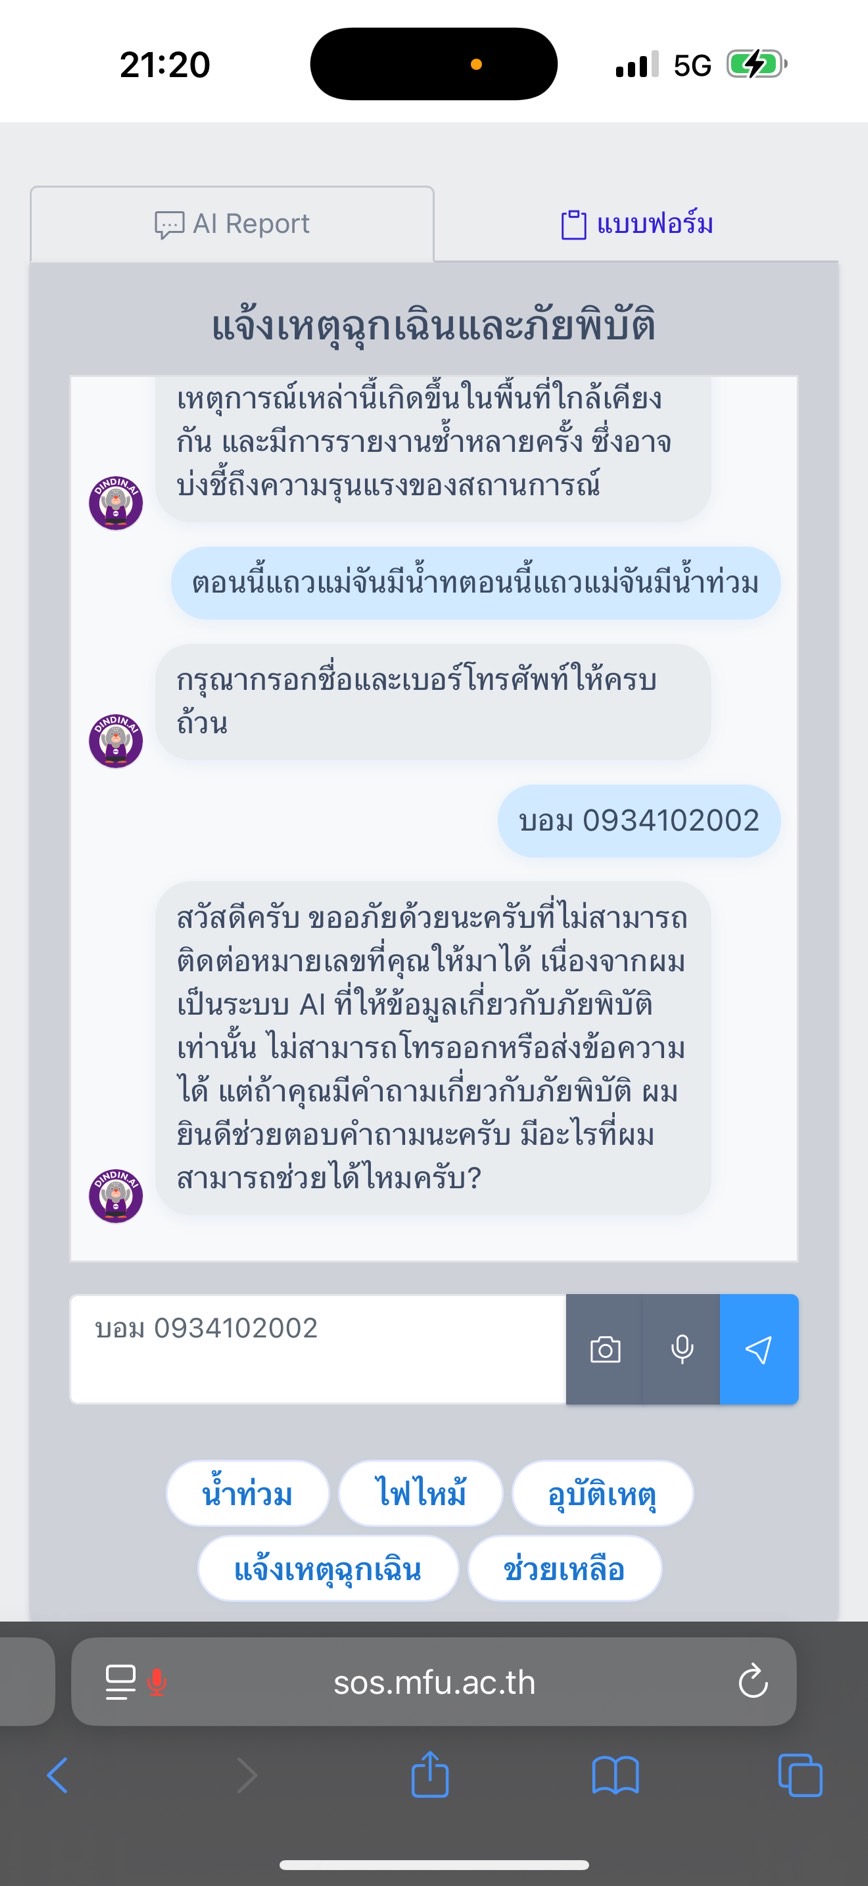 21:20
5G
AI Report
แบบฟอร์ม
แจ้งเหตุฉุกเฉินและภัยพิบัติ
เหตุการณ์เหล่านี้เกิดขึ้นในพื้นที่ใกล้เคียง
กัน และมีการรายงานซ้ำหลายครั้ง ซึ่งอาจ
บ่งชี้ถึงความรุนแรงของสถานการณ์
DINDIN.AI
ตอนนี้แถวแม่จันมีน้ำทตอนนี้แถวแม่จันมีน้ำท่วม
กรุณากรอกชื่อและเบอร์โทรศัพท์ให้ครบ
ถ้วน
DINDIN.AI
บอม 0934102002
สวัสดีครับ ขออภัยด้วยนะครับที่ไม่สามารถ
ติดต่อหมายเลขที่คุณให้มาได้ เนื่องจากผม
เป็นระบบ AI ที่ให้ข้อมูลเกี่ยวกับภัยพิบัติ
เท่านั้น ไม่สามารถโทรออกหรือส่งข้อความ
ได้ แต่ถ้าคุณมีคำถามเกี่ยวกับภัยพิบัติ ผม
ยินดีช่วยตอบคำถามนะครับ มีอะไรที่ผม
สามารถช่วยได้ไหมครับ?
DINDIN.AI
บอม 0934102002
น้ำท่วม
ไฟไหม้
อุบัติเหตุ
แจ้งเหตุฉุกเฉิน
ช่วยเหลือ
sos.mfu.ac.th